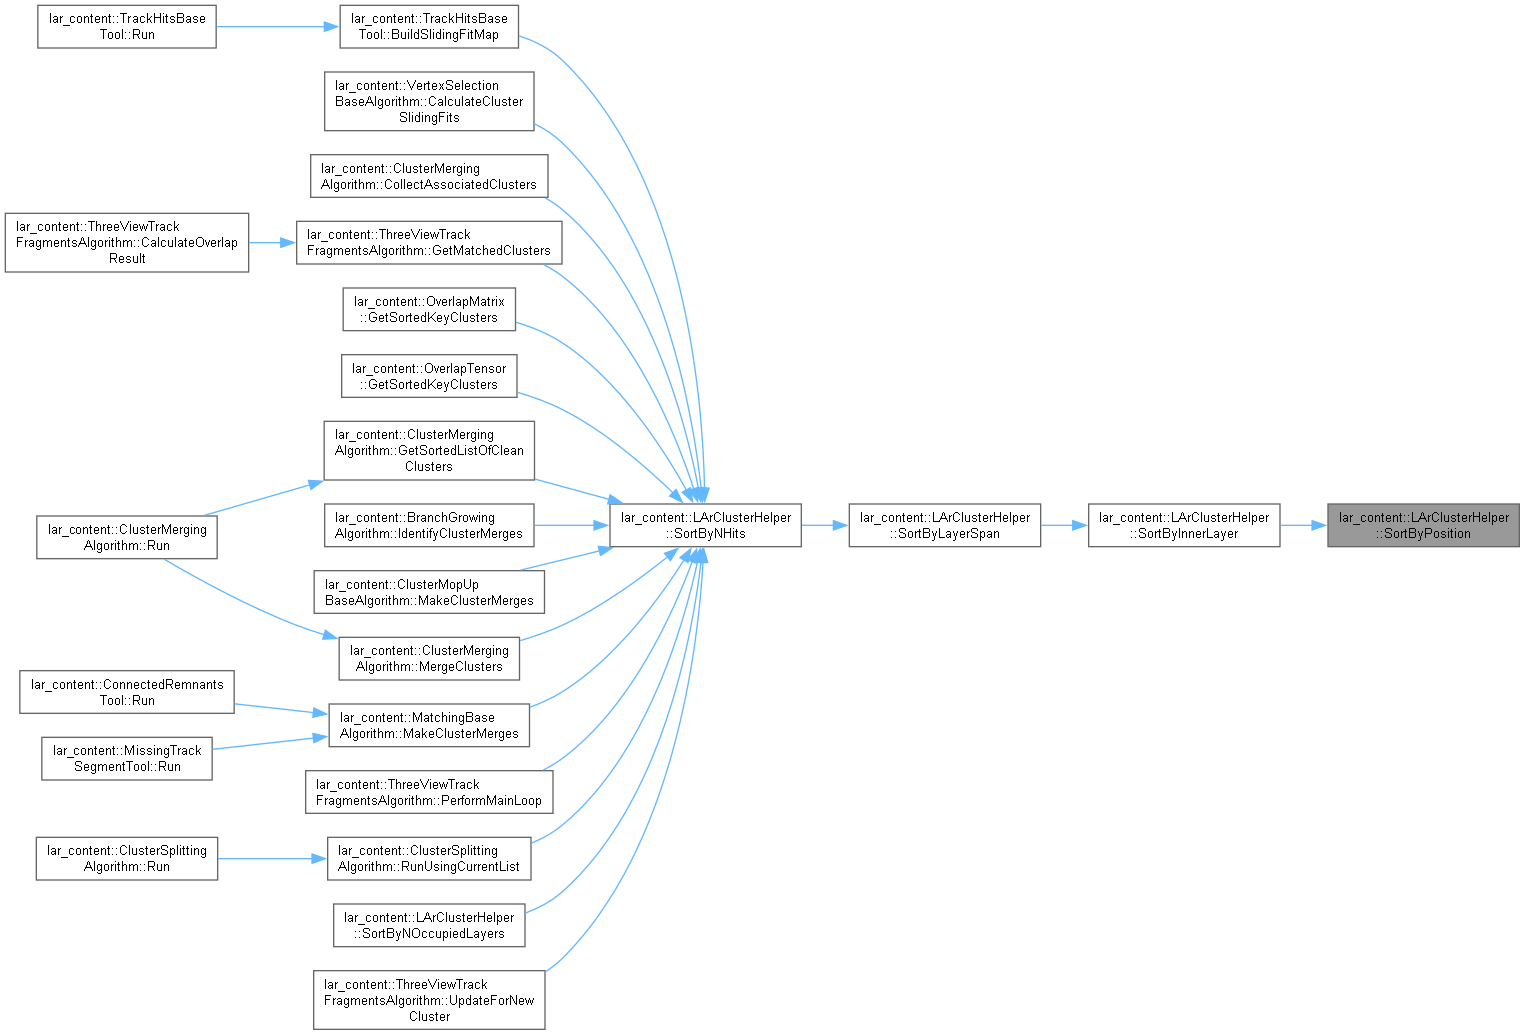 lar_content::TrackHitsBase
Tool::Run
lar_content::TrackHitsBase
Tool::BuildSlidingFitMap
lar_content::VertexSelection
BaseAlgorithm::CalculateCluster
SlidingFits
lar_content::ClusterMerging
Algorithm::CollectAssociatedClusters
lar_content::ThreeViewTrack
FragmentsAlgorithm::CalculateOverlap
Result
lar_content::ThreeViewTrack
FragmentsAlgorithm::GetMatchedClusters
lar_content::OverlapMatrix
::GetSortedKeyClusters
lar_content::OverlapTensor
::GetSortedKeyClusters
lar_content::ClusterMerging
Algorithm::GetSortedListOfClean
Clusters
lar_content::ClusterMerging
Algorithm::Run
lar_content::BranchGrowing
Algorithm::IdentifyClusterMerges
lar_content::LArClusterHelper
::SortByNHits
lar_content::LArClusterHelper
::SortByLayerSpan
lar_content::LArClusterHelper
::SortByInnerLayer
lar_content::LArClusterHelper
::SortByPosition
lar_content::ClusterMopUp
BaseAlgorithm::MakeClusterMerges
lar_content::ClusterMerging
Algorithm::MergeClusters
lar_content::ConnectedRemnants
Tool::Run
lar_content::MatchingBase
Algorithm::MakeClusterMerges
lar_content::MissingTrack
SegmentTool::Run
lar_content::ThreeViewTrack
FragmentsAlgorithm::PerformMainLoop
lar_content::ClusterSplitting
Algorithm::Run
lar_content::ClusterSplitting
Algorithm::RunUsingCurrentList
lar_content::LArClusterHelper
::SortByNOccupiedLayers
lar_content::ThreeViewTrack
FragmentsAlgorithm::UpdateForNew
Cluster